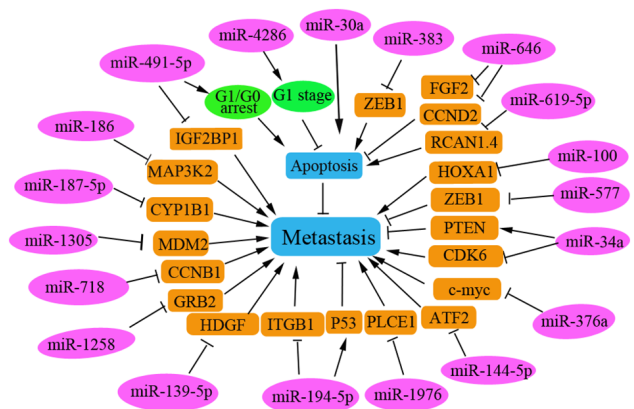 miR-4286
miR-30a
miR-383
miR-646
miR-491-5p
G1/G0
arrest
G1 stage
ZEB1
FGF2
CCND2
miR-619-5p
RCAN1.4
miR-186
IGF2BP1
MAP3K2
Apoptosis
HOXA1
miR-100
miR-187-5p
CYP1B1
ZEB1
miR-577
miR-1305
MDM2
Metastasis
PTEN
miR-34a
CCNB1
CDK6
miR-718
GRB2
c-myc
miR-1258
HDGF
ITGB1
P53
PLCE1
ATF2
miR-376a
miR-139-5p
miR-194-5p
miR-1976
miR-144-5p